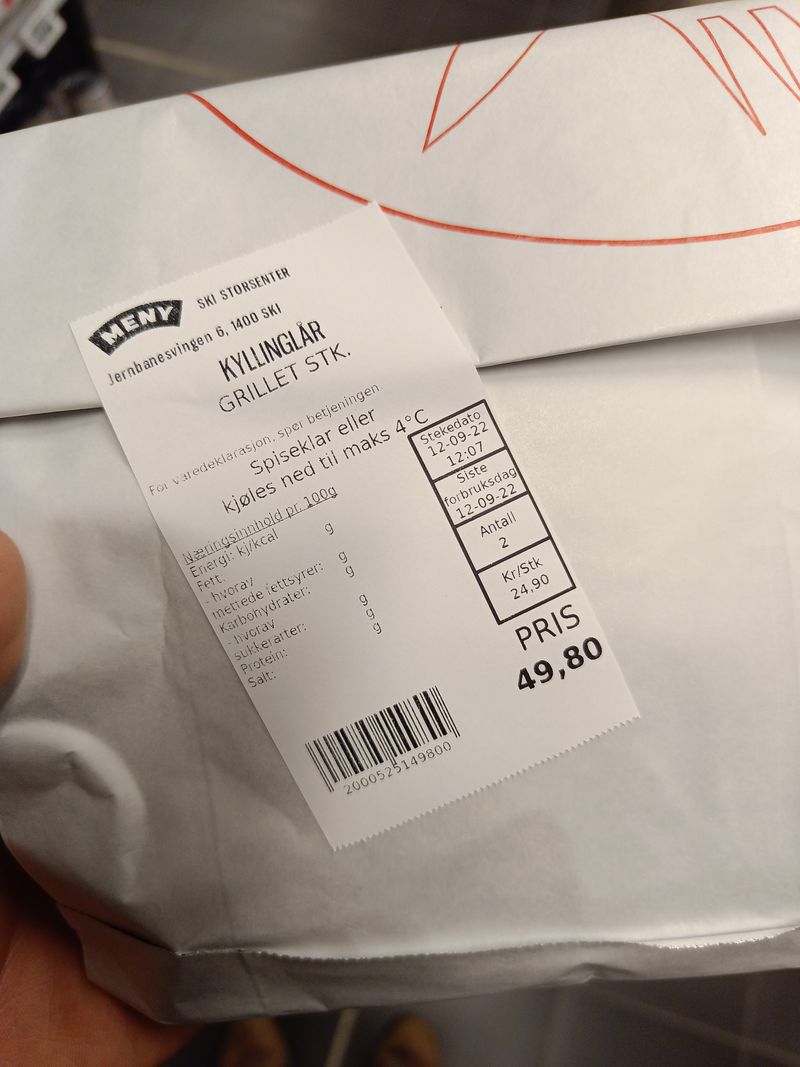 MENY SKI STORSENTER
Jernbanesvingen 6, 1400 SKI
KYLLINGLÅR
GRILLET STK.
For varedeklarasjon, spør betjeningen.
Spiseklar eller
kjøles ned til maks 4°C
Næringsinnhold pr. 100g
Energi: kj/kcal
Fett: g
- hvorav
mettede fettsyrer: g
Karbohydrater: g
- hvorav
sukkerarter: g
Protein: g
Salt: g
Stekedato
12-09-22
12:07
Siste
forbruksdag
12-09-22
Antall
2
Kr/Stk
24,90
PRIS
49,80
2000525149800